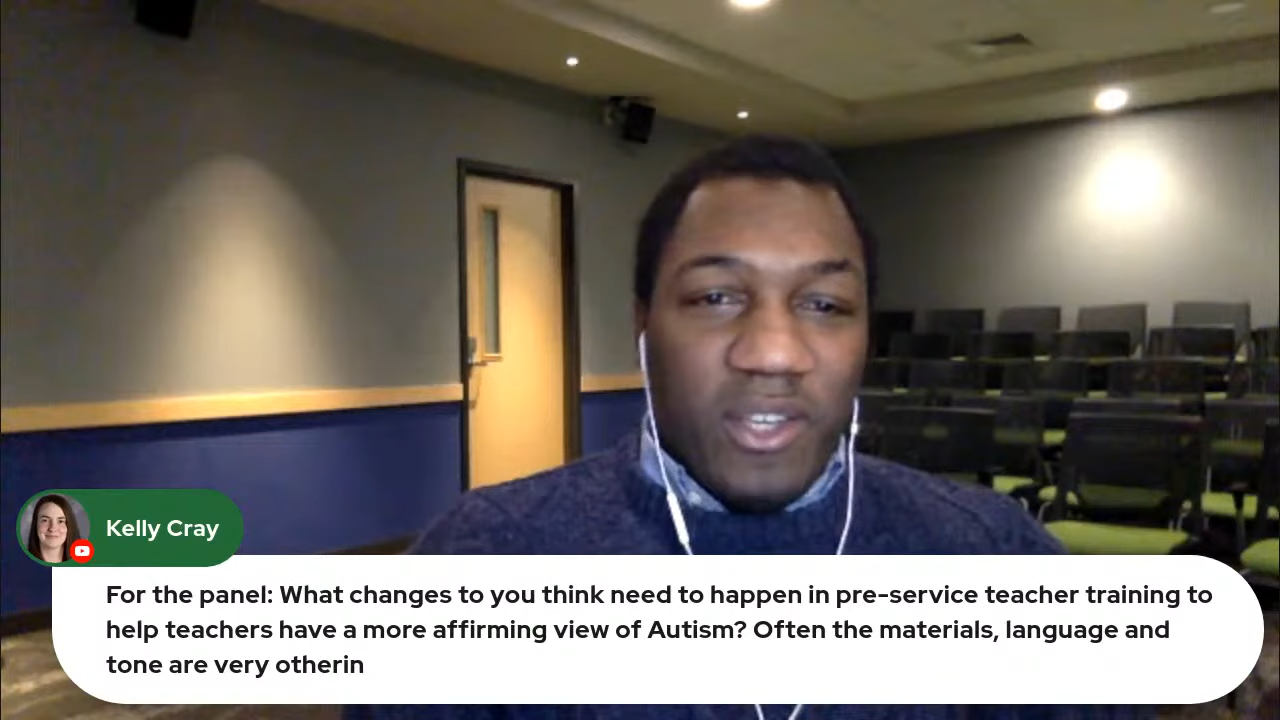 Kelly Cray
For the panel: What changes to you think need to happen in pre-service teacher training to
help teachers have a more affirming view of Autism? Often the materials, language and
tone are very otherin